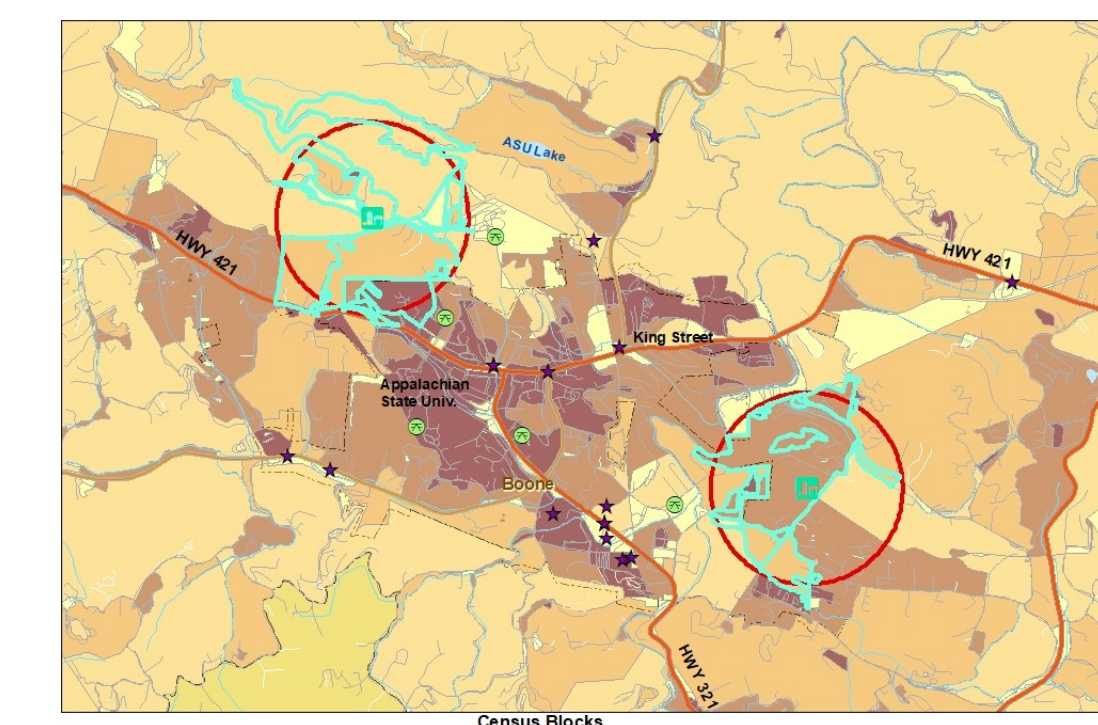 ASU Lake
HWY 421
HWY 421
King Street
Appalachian
State Univ.
Boone
HWY 321
Census Blocks